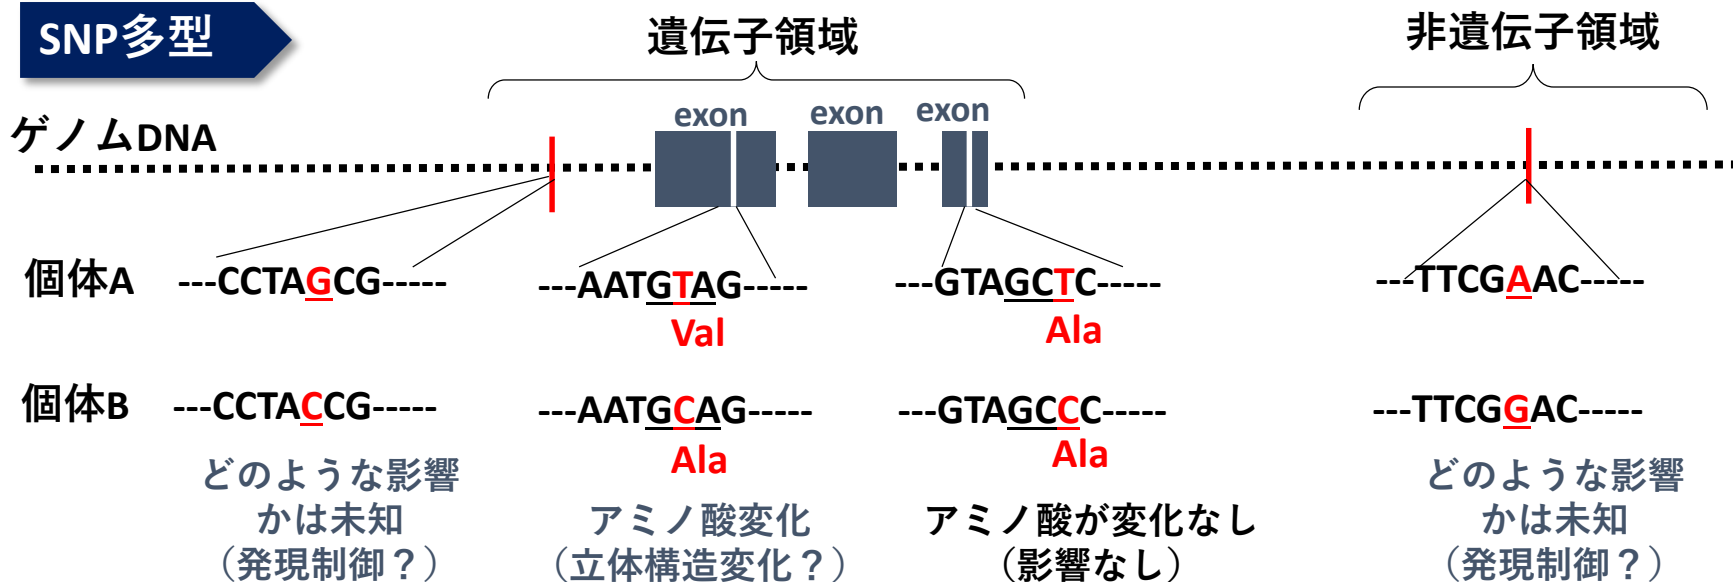 SNP多型
遺伝子領域
非遺伝子領域
exon
exon
exon
ゲノムDNA
個体A
---CCTAGCG-----
---AATGTAG-----
---GTAGCTC-----
---TTCGAAC-----
Val
Ala
個体B
---CCTACCG-----
---AATGCAG-----
---GTAGCCC-----
---TTCGGAC-----
Ala
Ala
どのような影響
かは未知
（発現制御？）
アミノ酸変化
（立体構造変化？）
アミノ酸が変化なし
（影響なし）
どのような影響
かは未知
（発現制御？）